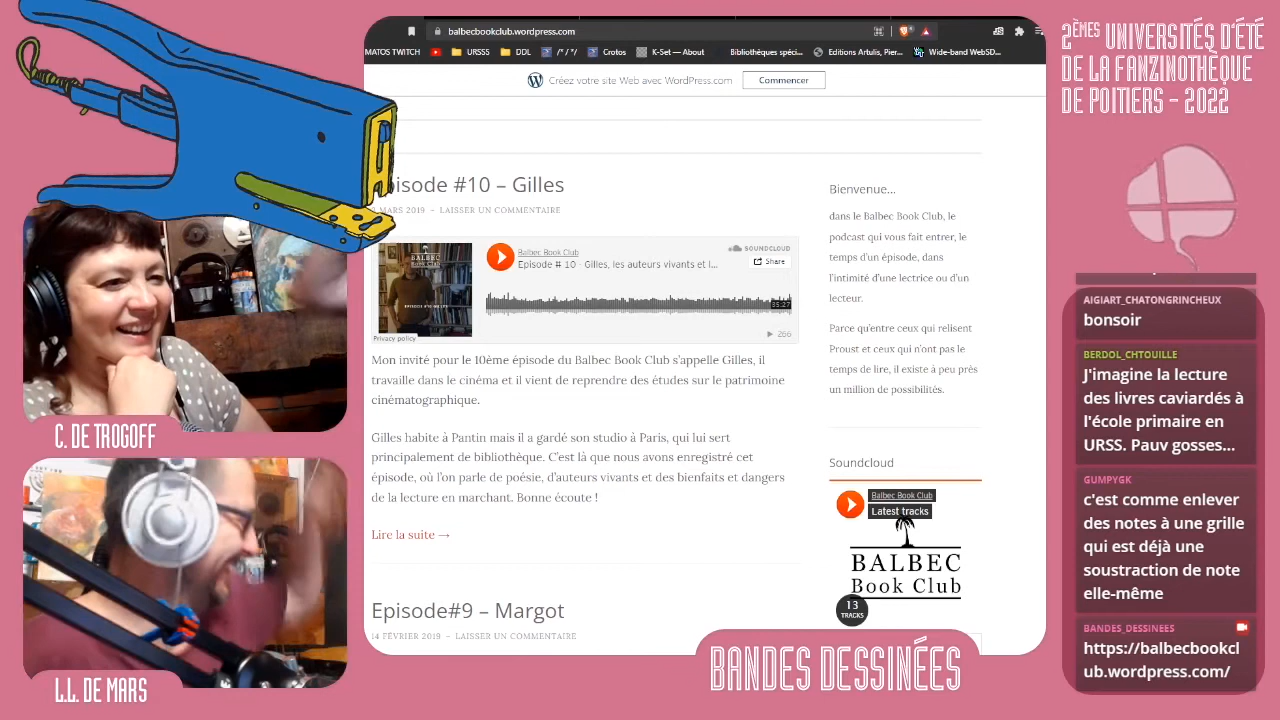 balbecbookclub.wordpress.com
MATOS TWITCH
URSSS
DDL
/*/
Crotos
K-Set — About
Bibliothèques spéci...
Editions Artulis, Pier...
Wide-band WebSD...
Créez votre site Web avec WordPress.com
Commencer
isode #10 – Gilles
MARS 2019 ~ LAISSER UN COMMENTAIRE
Balbec Book Club
Episode # 10 - Gilles, les auteurs vivants et l...
SOUNDCLOUD
Share
BALBEC
Book Club
35:27
266
Privacy policy
Mon invité pour le 10ème épisode du Balbec Book Club s'appelle Gilles, il
travaille dans le cinéma et il vient de reprendre des études sur le patrimoine
cinématographique.
Gilles habite à Pantin mais il a gardé son studio à Paris, qui lui sert
principalement de bibliothèque. C'est là que nous avons enregistré cet
épisode, où l'on parle de poésie, d'auteurs vivants et des bienfaits et dangers
de la lecture en marchant. Bonne écoute !
Lire la suite →
Episode#9 – Margot
14 FÉVRIER 2019 ~ LAISSER UN COMMENTAIRE
Bienvenue...
dans le Balbec Book Club, le
podcast qui vous fait entrer, le
temps d'un épisode, dans
l'intimité d'une lectrice ou d'un
lecteur.
Parce qu'entre ceux qui relisent
Proust et ceux qui n'ont pas le
temps de lire, il existe à peu près
un million de possibilités.
Soundcloud
Balbec Book Club
Latest tracks
BALBEC
Book Club
13
TRACKS
C. DE TROGOFF
L.L. DE MARS
BANDES DESSINÉES
2ÈMES UNIVERSITÉS D'ÉTÉ
DE LA FANZINOTHÈQUE
DE POITIERS - 2022
AIGIART_CHATONGRINCHEUX
bonsoir
BERDOL_CHTOUILLE
J'imagine la lecture
des livres caviardés à
l'école primaire en
URSS. Pauv gosses...
GUMPYGK
c'est comme enlever
des notes à une grille
qui est déjà une
soustraction de note
elle-même
BANDES_DESSINEES
https://balbecbookcl
ub.wordpress.com/